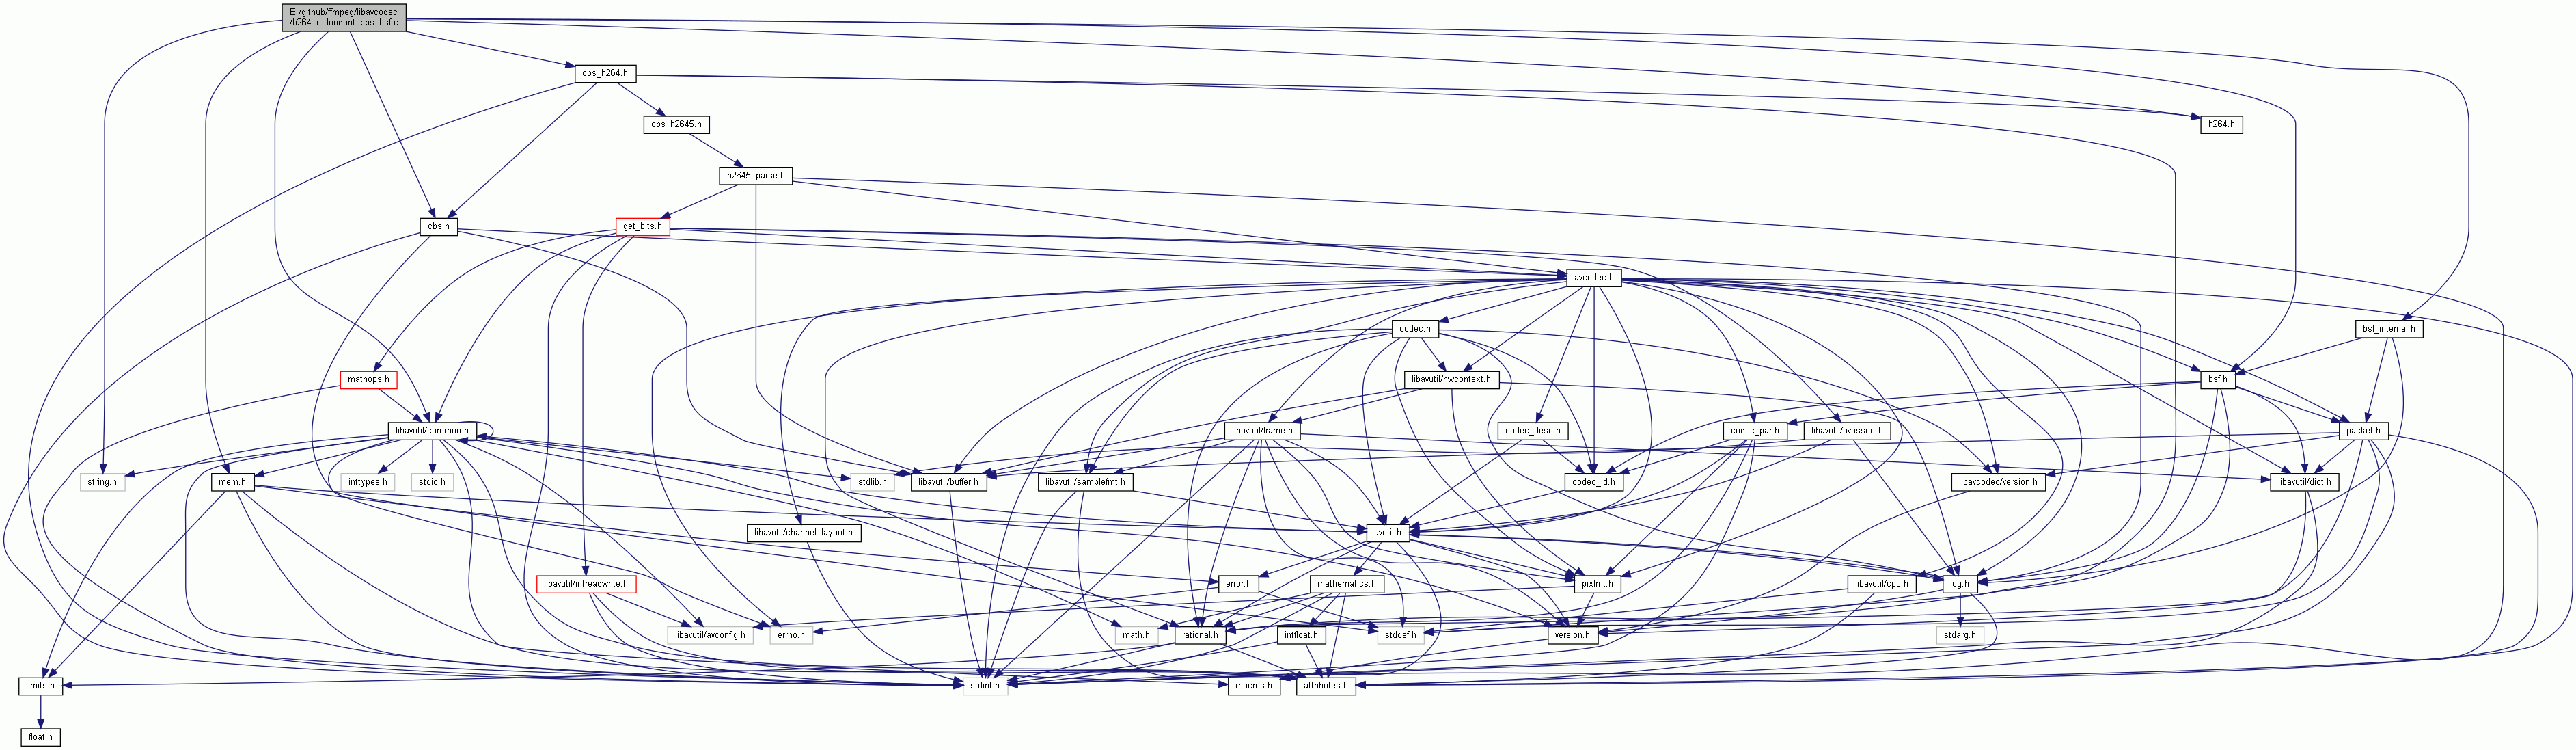 E:/github/ffmpeg/libavcodec
/h264_redundant_pps_bsf.c
cbs_h264.h
cbs_h2645.h
h264.h
h2645_parse.h
cbs.h
get_bits.h
avcodec.h
codec.h
bsf_internal.h
mathops.h
libavutil/hwcontext.h
bsf.h
libavutil/common.h
libavutil/frame.h
codec_desc.h
codec_par.h
libavutil/avassert.h
packet.h
string.h
mem.h
inttypes.h
stdio.h
stdlib.h
libavutil/buffer.h
libavutil/samplefmt.h
codec_id.h
libavcodec/version.h
libavutil/dict.h
libavutil/channel_layout.h
avutil.h
libavutil/intreadwrite.h
error.h
mathematics.h
pixfmt.h
libavutil/cpu.h
log.h
libavutil/avconfig.h
errno.h
math.h
rational.h
intfloat.h
stddef.h
version.h
stdarg.h
limits.h
stdint.h
macros.h
attributes.h
float.h